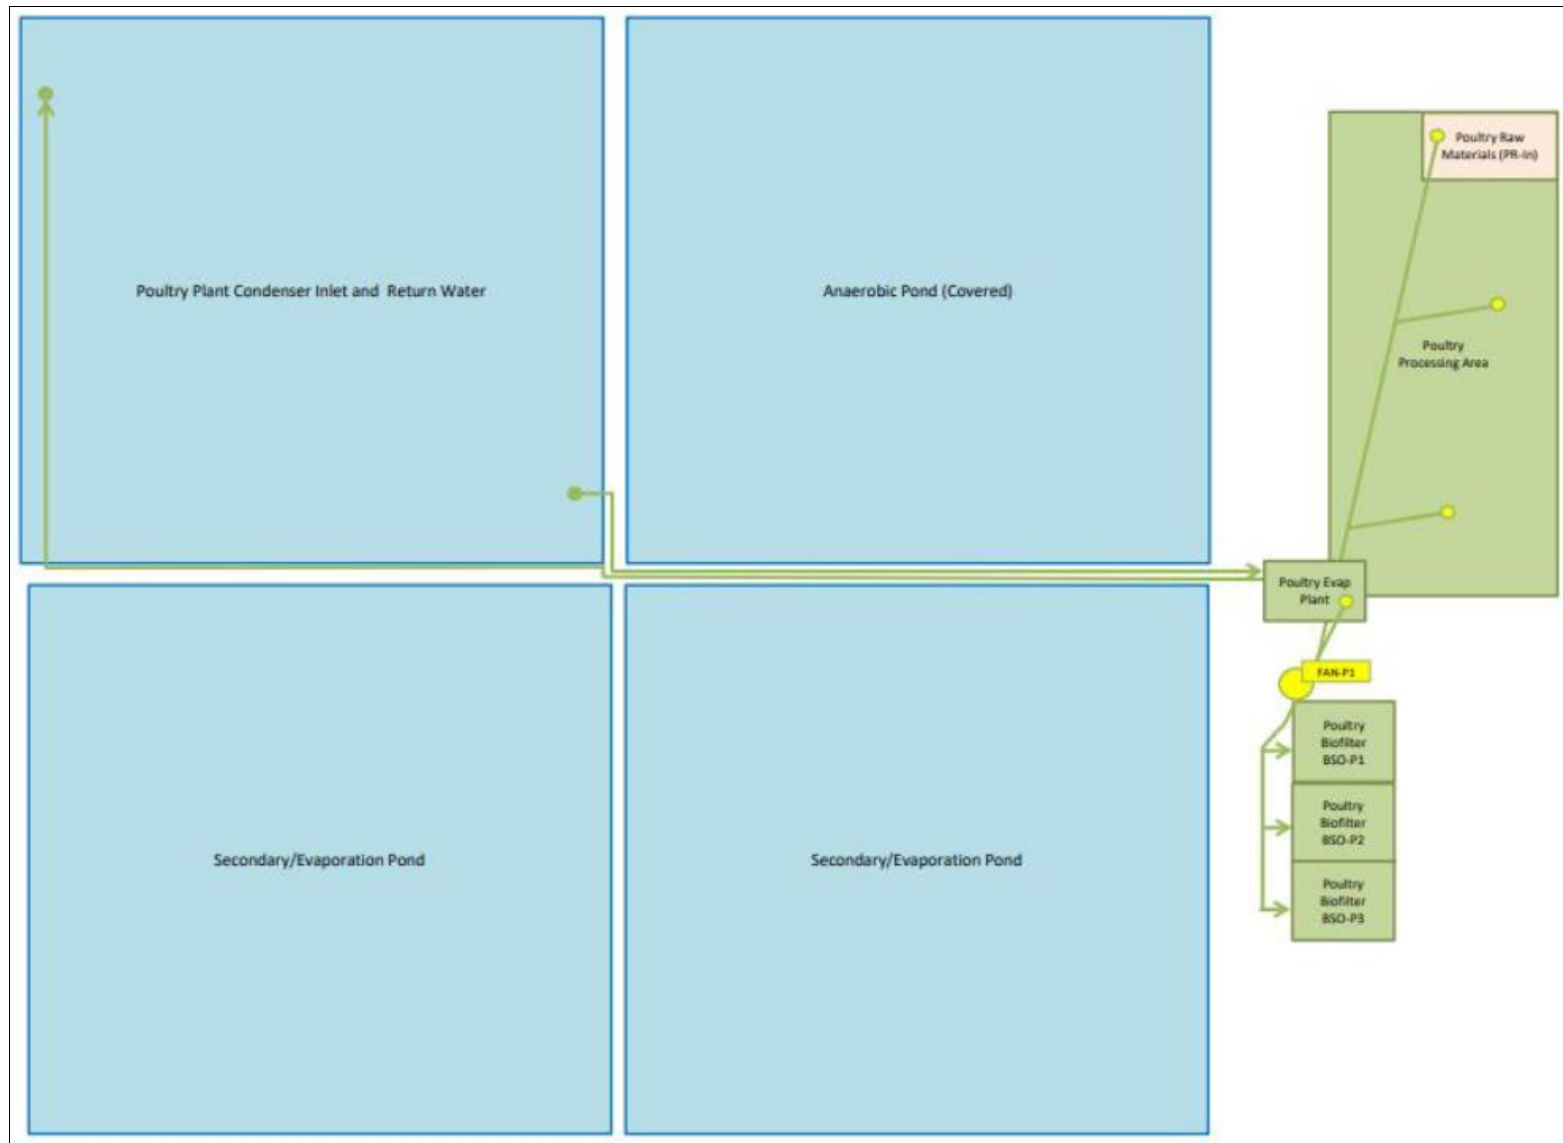 Poultry Plant Condenser Inlet and Return Water
Anaerobic Pond (Covered)
Poultry Raw
Materials (PR-In)
Poultry
Processing Area
Poultry Evap
Plant
FAN-P1
Poultry
Biofilter
BSO-P1
Poultry
Biofilter
BSO-P2
Poultry
Biofilter
BSO-P3
Secondary/Evaporation Pond
Secondary/Evaporation Pond